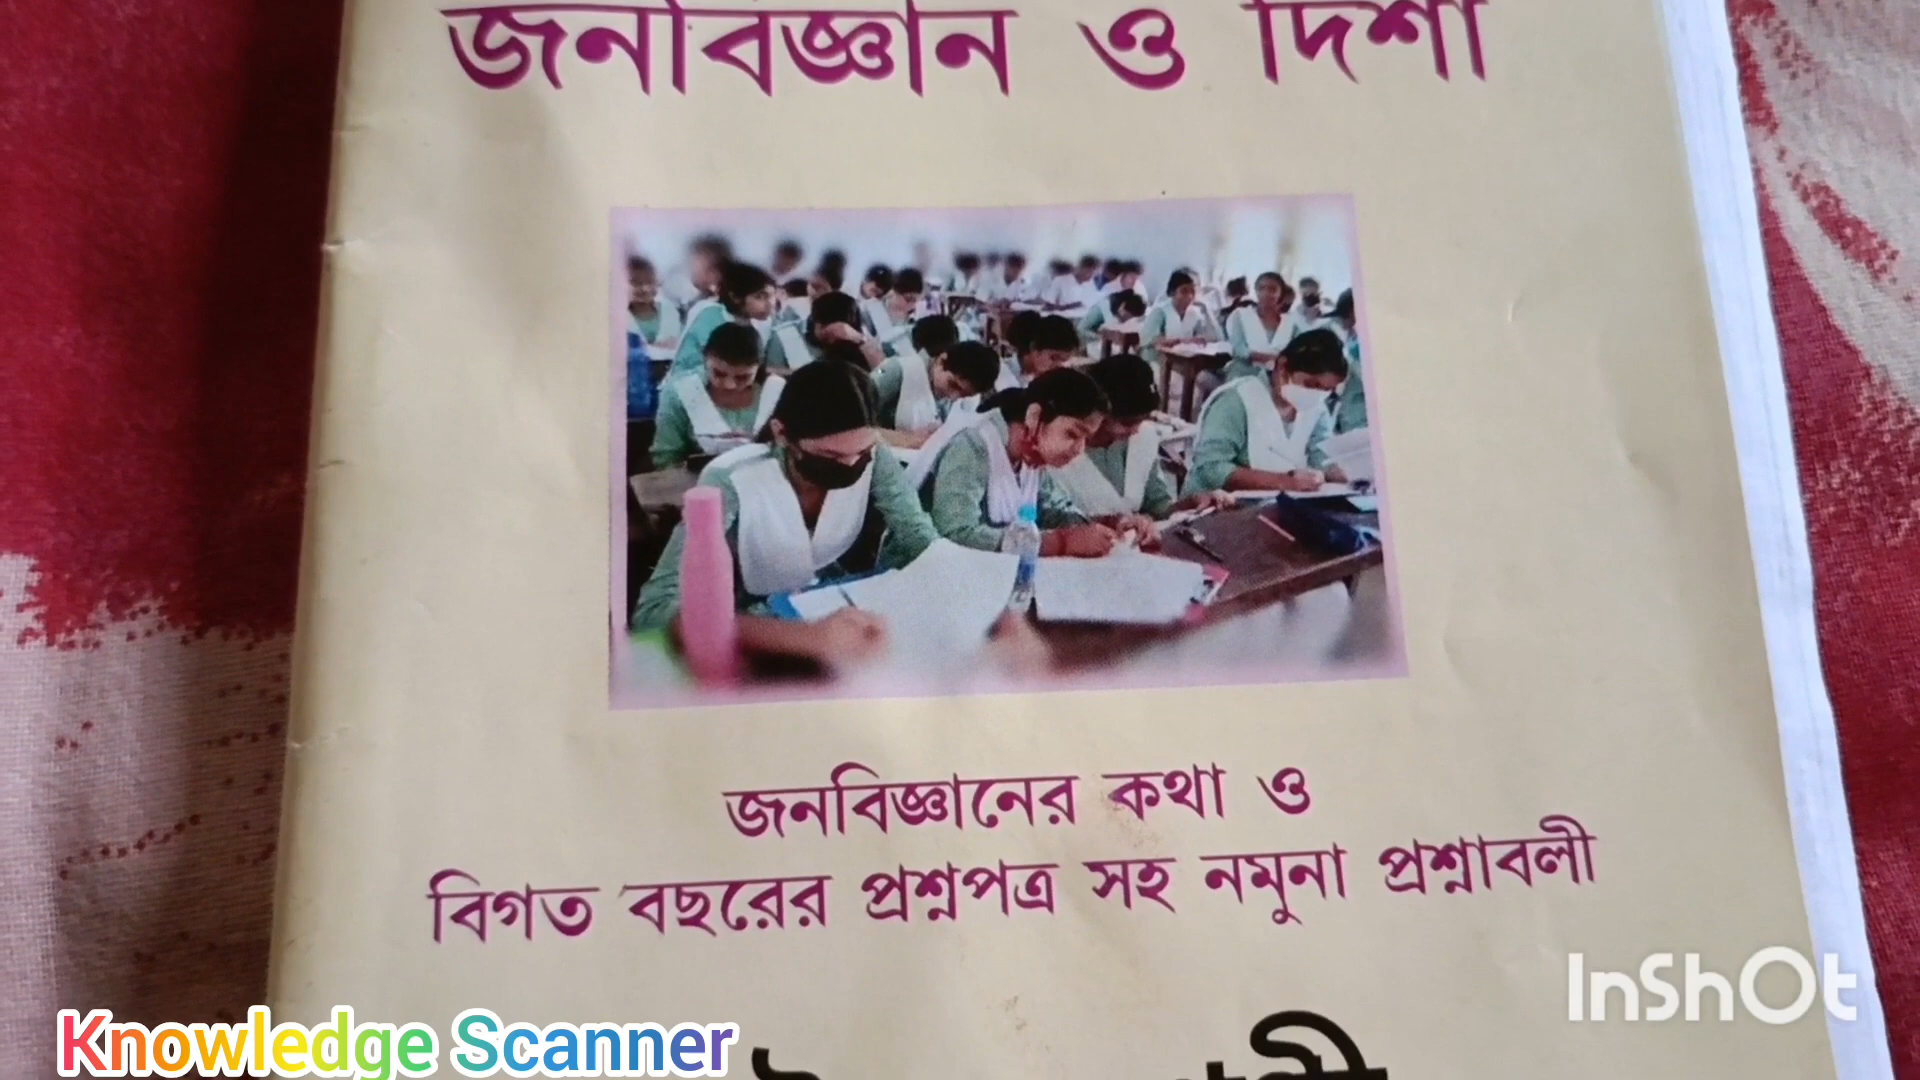 জনবিজ্ঞান ও দিশা
জনবিজ্ঞানের কথা ও
বিগত বছরের প্রশ্নপত্র সহ নমুনা প্রশ্নাবলী
InShOt
Knowledge Scanner